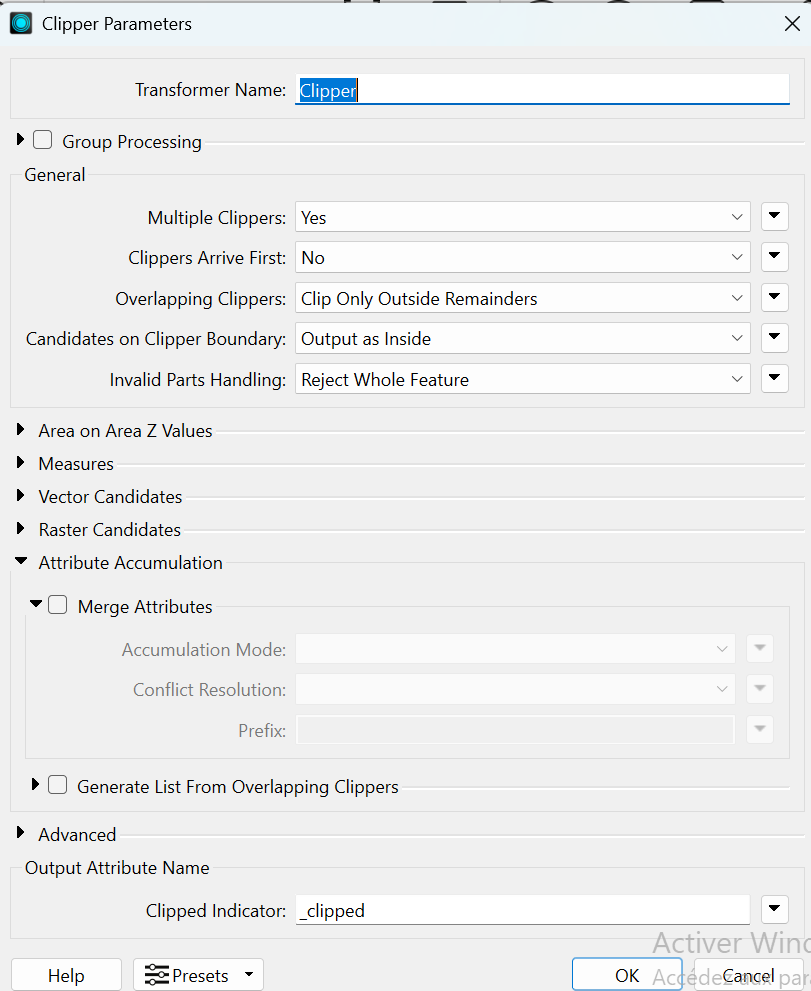 Clipper Parameters
Transformer Name: Clipper
Group Processing
General
Multiple Clippers: Yes
Clippers Arrive First: No
Overlapping Clippers: Clip Only Outside Remainders
Candidates on Clipper Boundary: Output as Inside
Invalid Parts Handling: Reject Whole Feature
Area on Area Z Values
Measures
Vector Candidates
Raster Candidates
Attribute Accumulation
Merge Attributes
Accumulation Mode:
Conflict Resolution:
Prefix:
Generate List From Overlapping Clippers
Advanced
Output Attribute Name
Clipped Indicator: _clipped
Activer Wind
Help Presets OK Cancel
Accédez aux par